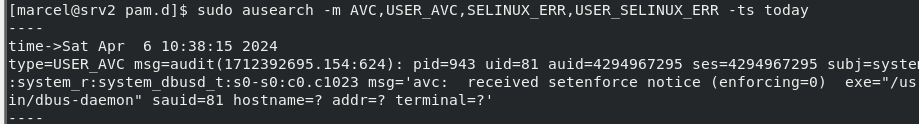 [marcel@srv2 pam.d]$ sudo ausearch -m AVC,USER_AVC,SELINUX_ERR,USER_SELINUX_ERR -ts today
----
time->Sat Apr  6 10:38:15 2024
type=USER_AVC msg=audit(1712392695.154:624): pid=943 uid=81 auid=4294967295 ses=4294967295 subj=system
:system_r:system_dbusd_t:s0-s0:c0.c1023 msg='avc:  received setenforce notice (enforcing=0)  exe="/us
in/dbus-daemon" sauid=81 hostname=? addr=? terminal=?'
----